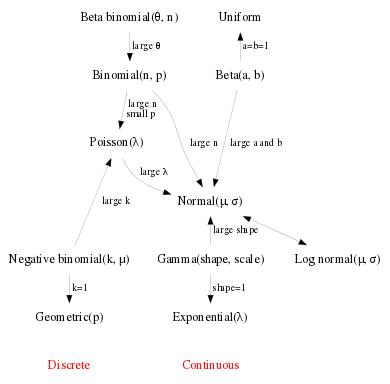 Beta binomial(θ, n)
Uniform
large θ
a=b=1
Binomial(n, p)
Beta(a, b)
large n
small p
Poisson(λ)
large n
large a and b
large λ
large k
Normal(μ, σ)
large shape
Negative binomial(k, μ)
Gamma(shape, scale)
Log normal(μ, σ)
k=1
shape=1
Geometric(p)
Exponential(λ)
Discrete
Continuous